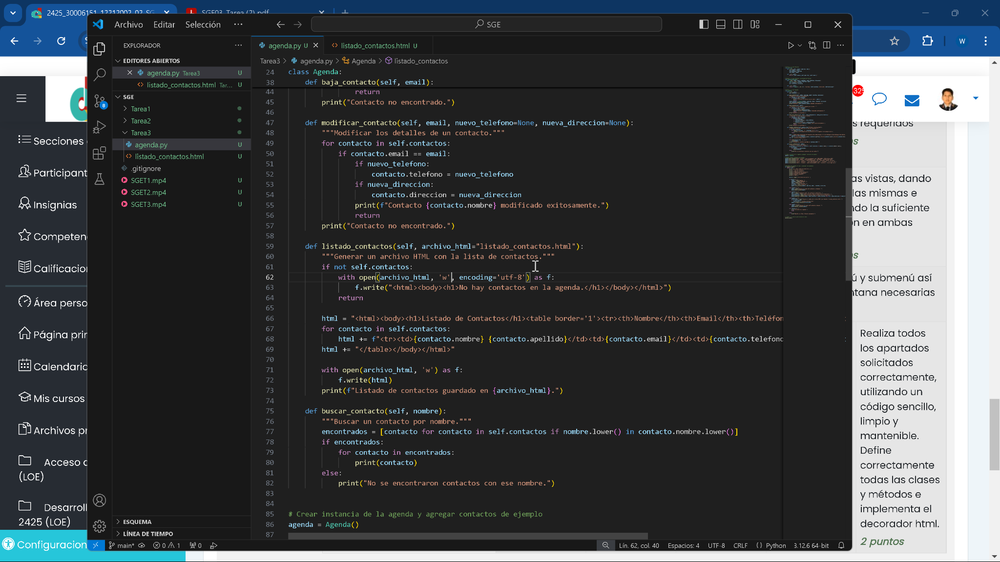 2425_30006151_12212002_02_SG
SGE03_Tarea (2).pdf
Archivo Editar Selección ···
SGE
W
EXPLORADOR
EDITORES ABIERTOS
agenda.py Tarea3 U
listado_contactos.html Tar... U
SGE
Tarea1
Tarea2
Tarea3
agenda.py U
listado_contactos.html U
.gitignore
SGET1.mp4 U
SGET2.mp4 U
SGET3.mp4 U
ESQUEMA
LÍNEA DE TIEMPO
8
agenda.py U
listado_contactos.html U
Tarea3 > agenda.py > Agenda > listado_contactos
24 class Agenda:
38 def baja_contacto(self, email):
44 return
45 print("Contacto no encontrado.")
46
47 def modificar_contacto(self, email, nuevo_telefono=None, nueva_direccion=None):
48 """Modificar los detalles de un contacto."""
49 for contacto in self.contactos:
50 if contacto.email == email:
51 if nuevo_telefono:
52 contacto.telefono = nuevo_telefono
53 if nueva_direccion:
54 contacto.direccion = nueva_direccion
55 print(f"Contacto {contacto.nombre} modificado exitosamente.")
56 return
57 print("Contacto no encontrado.")
58
59 def listado_contactos(self, archivo_html="listado_contactos.html"):
60 """Generar un archivo HTML con la lista de contactos."""
61 if not self.contactos:
62 with open(archivo_html, 'w', encoding='utf-8') as f:
63 f.write("<html><body><h1>No hay contactos en la agenda.</h1></body></html>")
64 return
65
66 html = "<html><body><h1>Listado de Contactos</h1><table border='1'><tr><th>Nombre</th><th>Email</th><th>Teléfon
67 for contacto in self.contactos:
68 html += f"<tr><td>{contacto.nombre} {contacto.apellido}</td><td>{contacto.email}</td><td>{contacto.telefono
69 html += "</table></body></html>"
70
71 with open(archivo_html, 'w') as f:
72 f.write(html)
73 print(f"Listado de contactos guardado en {archivo_html}.")
74
75 def buscar_contacto(self, nombre):
76 """Buscar un contacto por nombre."""
77 encontrados = [contacto for contacto in self.contactos if nombre.lower() in contacto.nombre.lower()]
78 if encontrados:
79 for contacto in encontrados:
80 print(contacto)
81 else:
82 print("No se encontraron contactos con ese nombre.")
83
84
85 # Crear instancia de la agenda y agregar contactos de ejemplo
86 agenda = Agenda()
87
main* 0 1 0 Lín. 62, col. 40 Espacios: 4 UTF-8 CRLF Python 3.12.6 64-bit
Secciones
Participant
Insignias
Competen
Calificacion
Área perso
Página prin
Calendario
Mis cursos
Archivos pr
Acceso
(LOE)
Desarroll
2425 (LOE)
Configuracion
32
s requeridos
s
as vistas, dando
las mismas e
do la suficiente
n en ambas
s
ú y submenú así
ntana necesarias
Realiza todos
los apartados
solicitados
correctamente,
utilizando un
código sencillo,
limpio y
mantenible.
Define
correctamente
todas las clases
y métodos e
implementa el
decorador html.
2 puntos